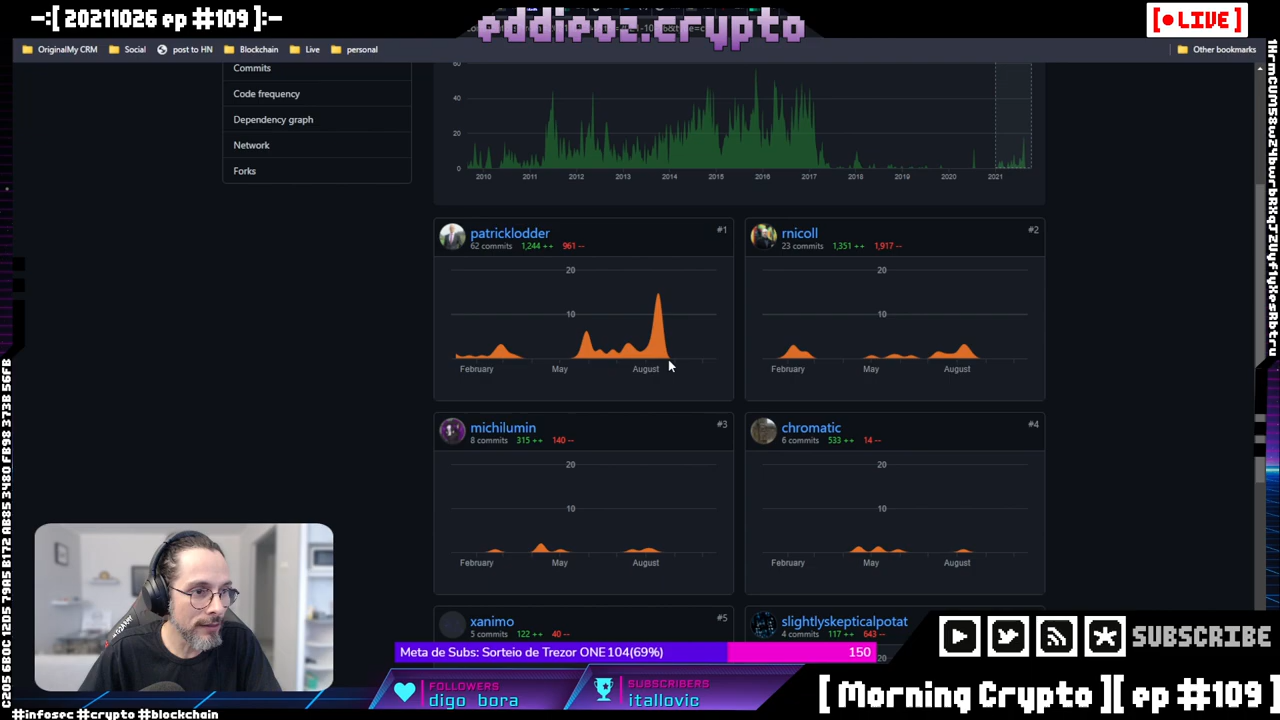 -:[ 20211026 ep #109 ]:-
eddieoz.crypto
[●LIVE]
OriginalMy CRM
Social
post to HN
Blockchain
Live
personal
Other bookmarks
Commits
Code frequency
Dependency graph
Network
Forks
60
40
20
0
2010 2011 2012 2013 2014 2015 2016 2017 2018 2019 2020 2021
patricklodder
#1
62 commits 1,244 ++ 961 --
20
10
February May August
rnicoll
#2
23 commits 1,351 ++ 1,917 --
20
10
February May August
michilumin
#3
8 commits 315 ++ 140 --
20
10
February May August
chromatic
#4
6 commits 533 ++ 14 --
20
10
February May August
xanimo
#5
5 commits 122 ++ 40 --
slightlyskepticalpotat
4 commits 117 ++ 643 --
20
Meta de Subs: Sorteio de Trezor ONE 104(69%)
150
SUBSCRIBE
FOLLOWERS
digo bora
SUBSCRIBERS
itallovic
[ Morning Crypto ][ ep #109 ]
#infosec #crypto #blockchain